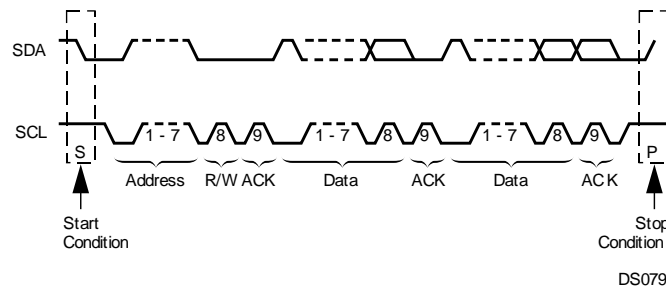 SDA
SCL
1 - 7 8 9 1 - 7 8 9 1 - 7 8 9
S P
Address R/W ACK Data ACK Data ACK
Start
Condition
Stop
Condition
DS079